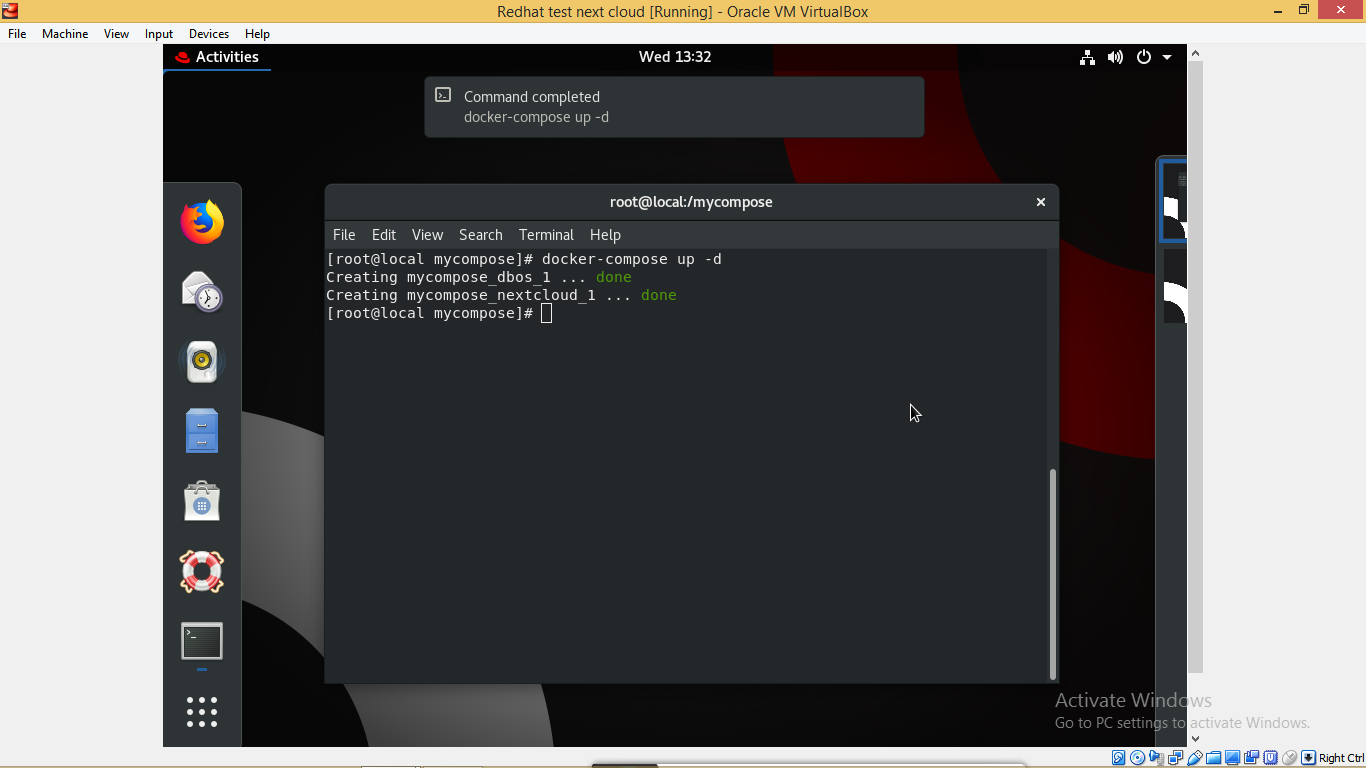 Redhat test next cloud [Running] - Oracle VM VirtualBox
File Machine View Input Devices Help
Activities
Wed 13:32
Command completed
docker-compose up -d
root@local:/mycompose
File Edit View Search Terminal Help
[root@local mycompose]# docker-compose up -d
Creating mycompose_dbos_1 ... done
Creating mycompose_nextcloud_1 ... done
[root@local mycompose]#
Activate Windows
Go to PC settings to activate Windows.
Right Ctrl